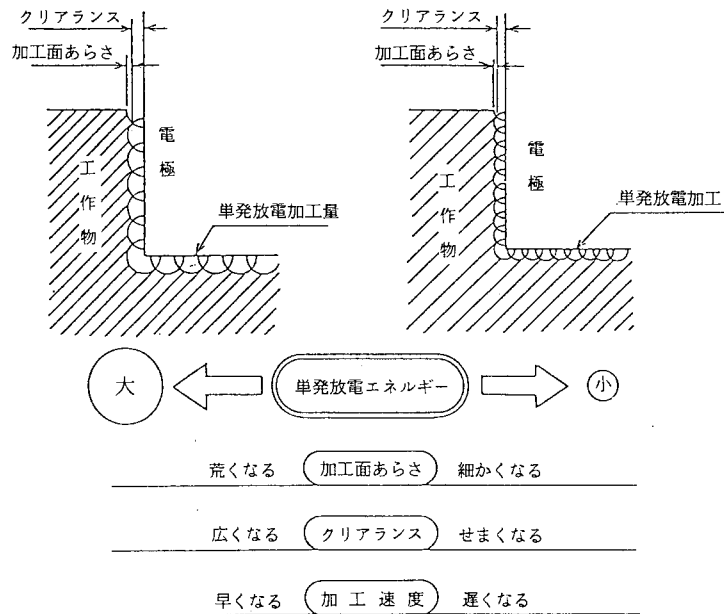 クリアランス
加工面あらさ
電極
工作物
単発放電加工量
クリアランス
加工面あらさ
電極
工作物
単発放電加工
大 単発放電エネルギー 小
荒くなる 加工面あらさ 細かくなる
広くなる クリアランス せまくなる
早くなる 加工速度 遅くなる